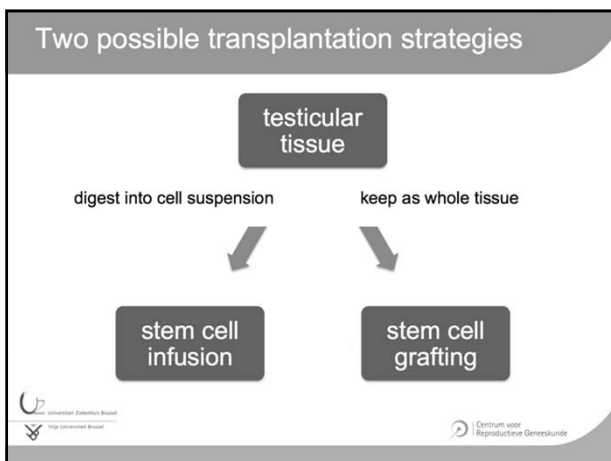 Two possible transplantation strategies
testicular
tissue
digest into cell suspension
keep as whole tissue
stem cell
infusion
stem cell
grafting
Universitair Ziekenhuis Brussel
Vrije Universiteit Brussel
Centrum voor
Reproductieve Geneeskunde